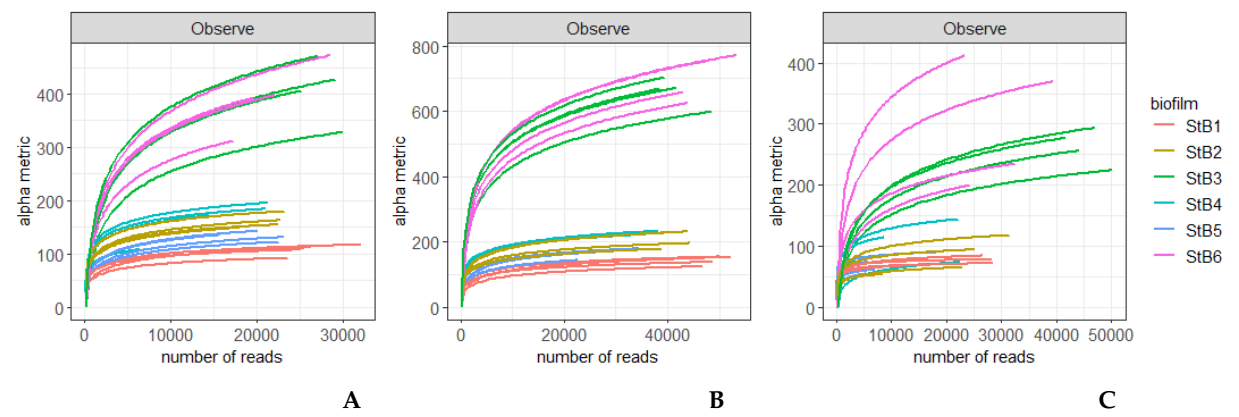 Observe
400
300
200
100
0
alpha metric
0 10000 20000 30000
number of reads
A
Observe
800
600
400
200
0
alpha metric
0 20000 40000
number of reads
B
Observe
400
300
200
100
0
alpha metric
0 10000 20000 30000 40000 50000
number of reads
C
biofilm
StB1
StB2
StB3
StB4
StB5
StB6